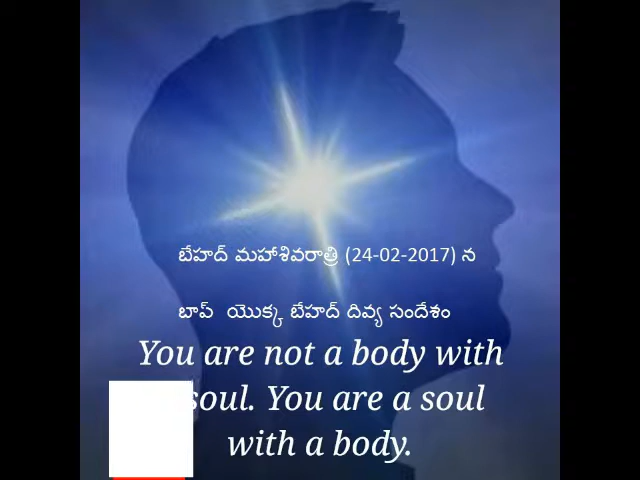 బేహద్ మహాశివరాత్రి (24-02-2017) న
బాప్ యొక్క బేహద్ దివ్య సందేశం
You are not a body with
soul. You are a soul
with a body.